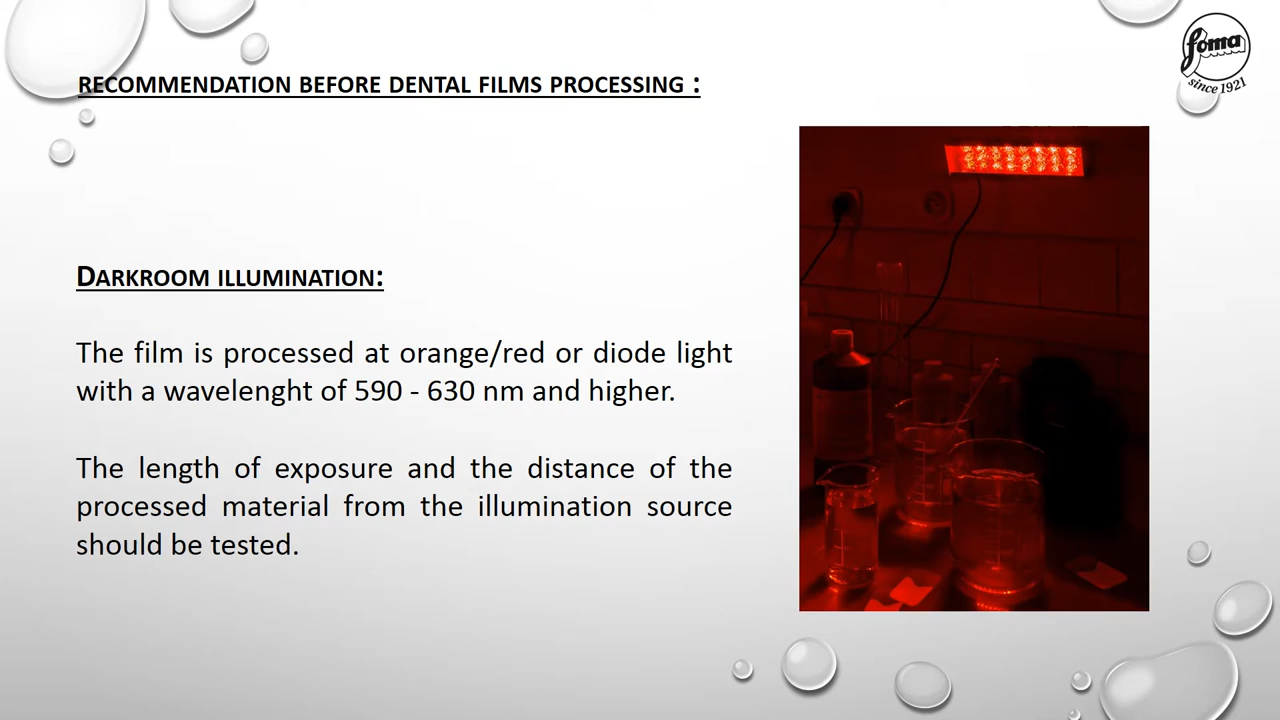 foma
since 1921
RECOMMENDATION BEFORE DENTAL FILMS PROCESSING :
DARKROOM ILLUMINATION:
The film is processed at orange/red or diode light
with a wavelenght of 590 - 630 nm and higher.
The length of exposure and the distance of the
processed material from the illumination source
should be tested.